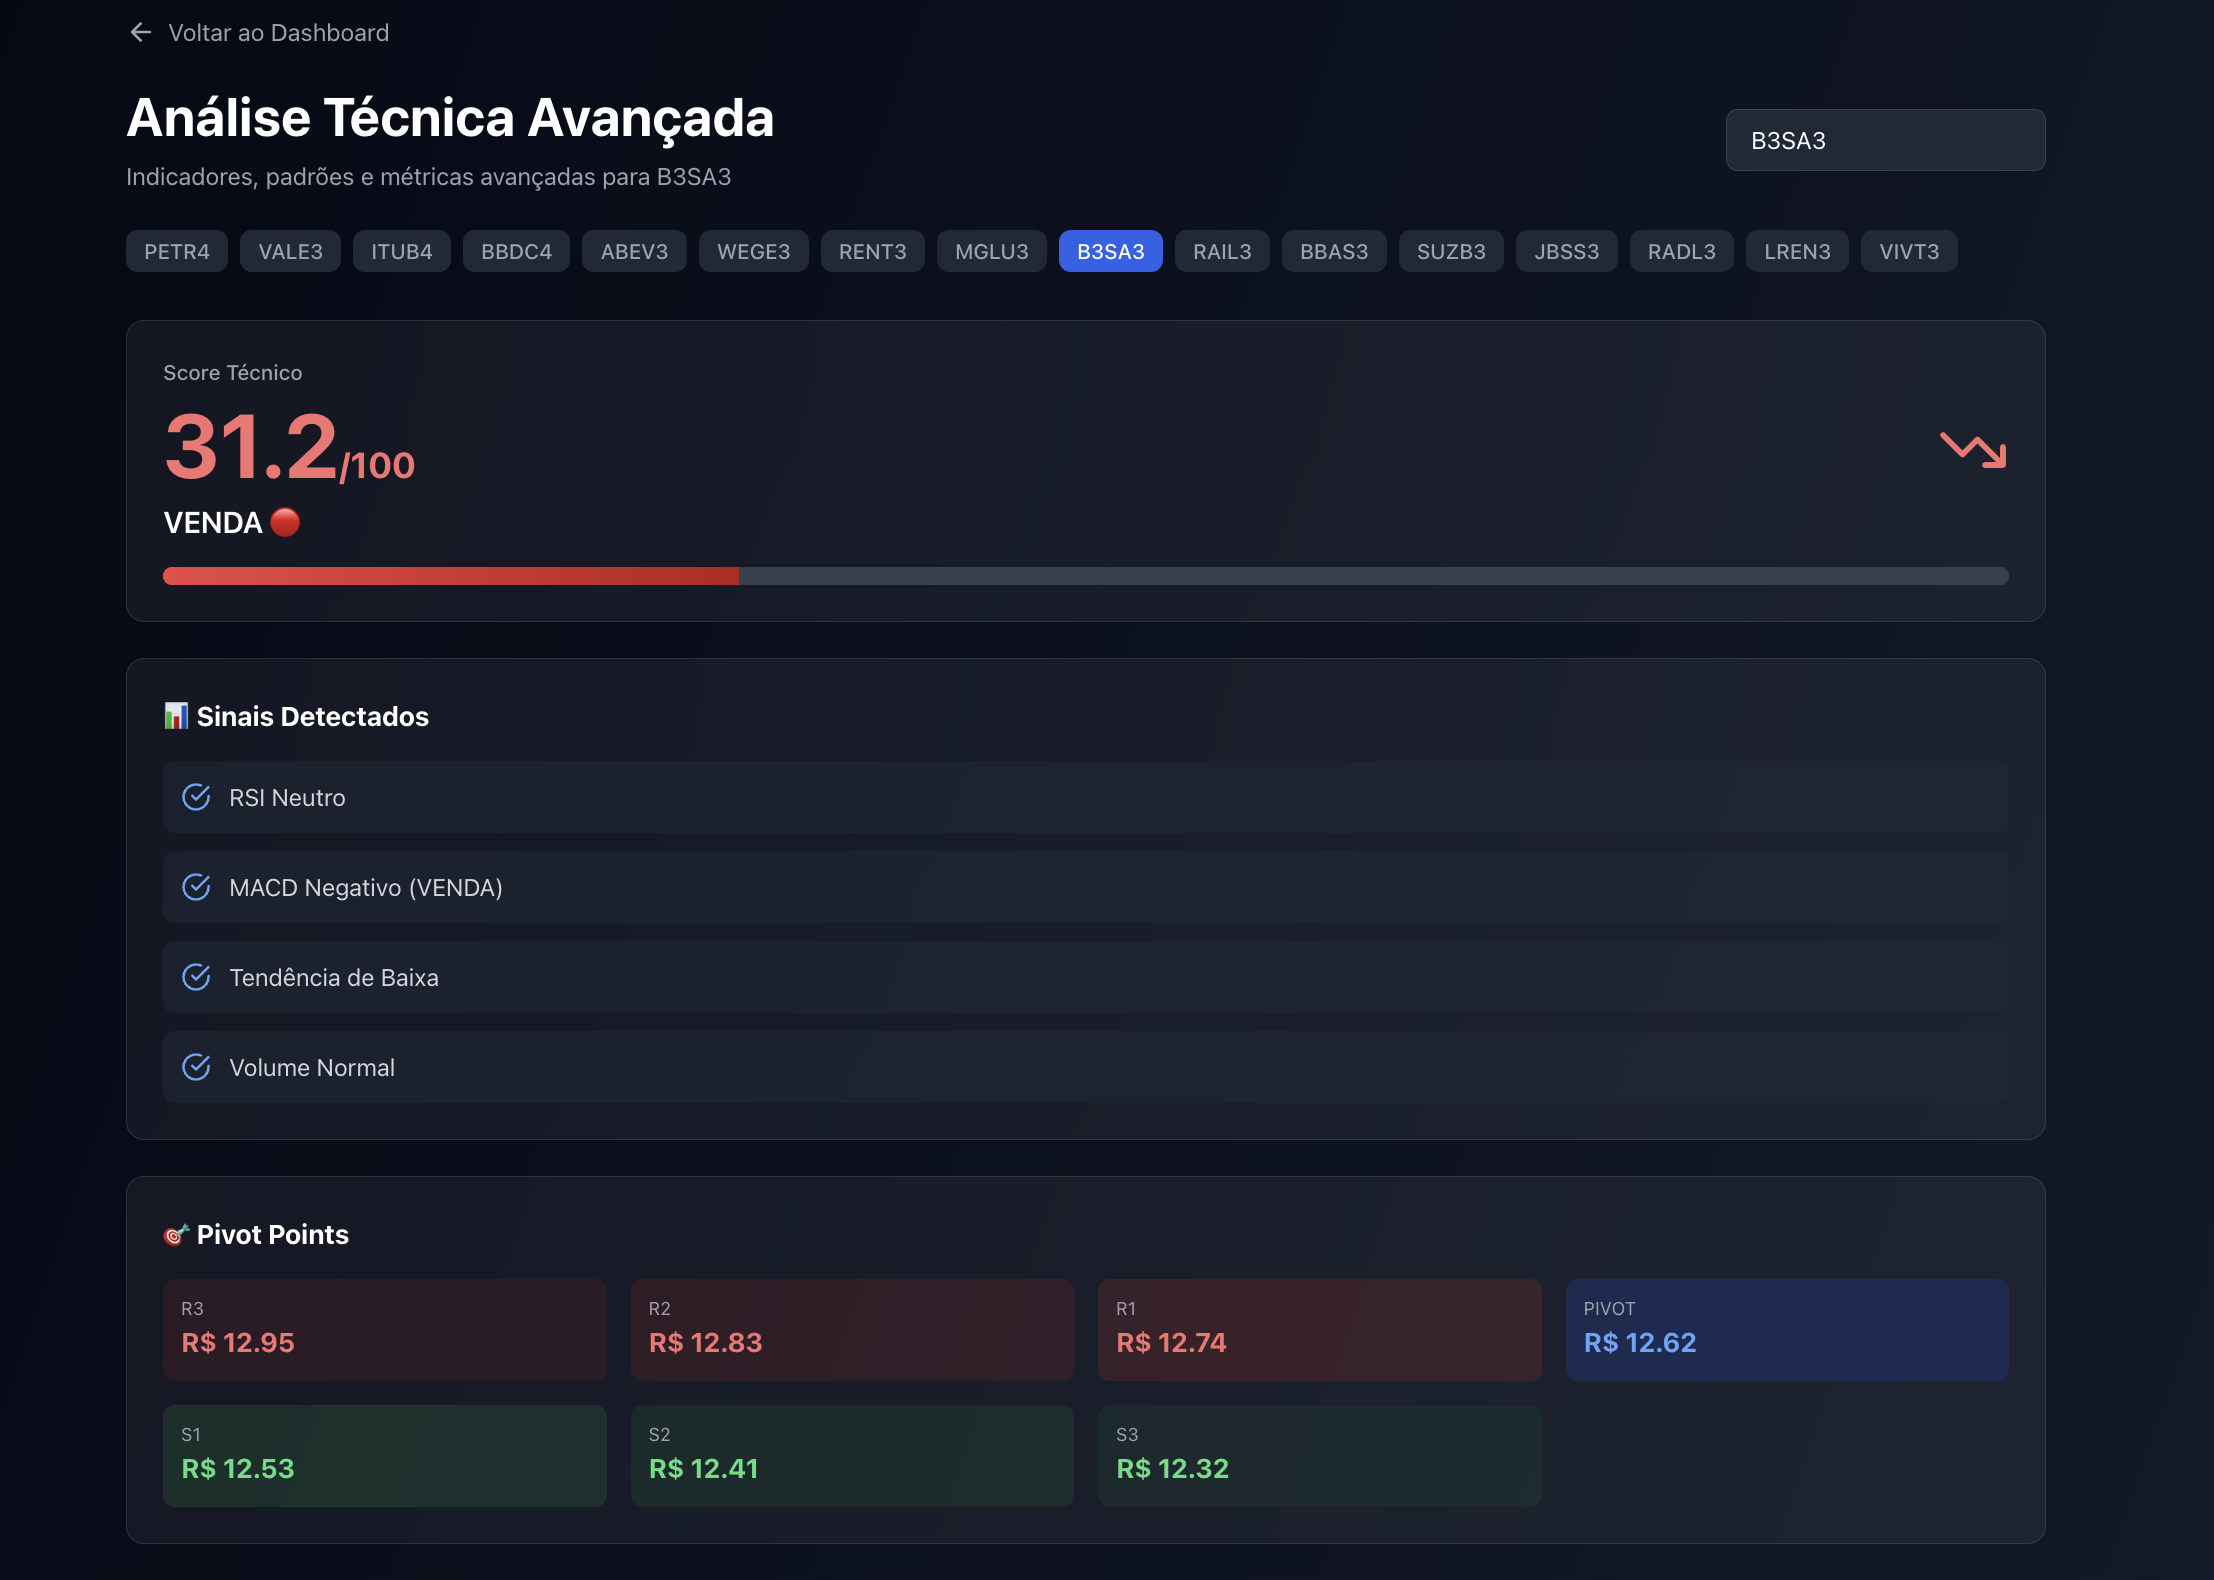 Voltar ao Dashboard
Análise Técnica Avançada
Indicadores, padrões e métricas avançadas para B3SA3
B3SA3
PETR4 VALE3 ITUB4 BBDC4 ABEV3 WEGE3 RENT3 MGLU3 B3SA3 RAIL3 BBAS3 SUZB3 JBSS3 RADL3 LREN3 VIVT3
Score Técnico
31.2/100
VENDA
Sinais Detectados
RSI Neutro
MACD Negativo (VENDA)
Tendência de Baixa
Volume Normal
Pivot Points
R3 R2 R1 PIVOT
R$ 12.95 R$ 12.83 R$ 12.74 R$ 12.62
S1 S2 S3
R$ 12.53 R$ 12.41 R$ 12.32